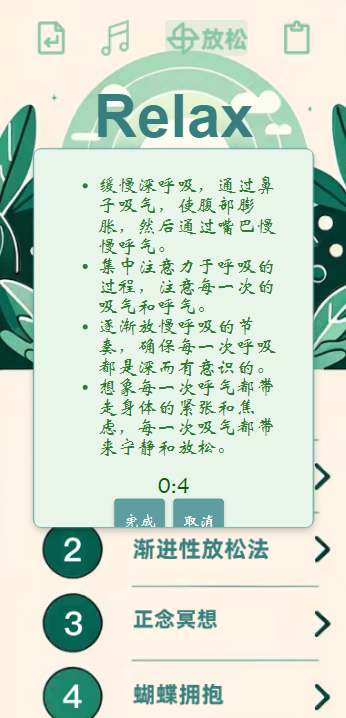 放松
Relax
缓慢深呼吸，通过鼻
子吸气，使腹部膨
胀，然后通过嘴巴慢
慢呼气。
集中注意力于呼吸的
过程，注意每一次的
吸气和呼气。
逐渐放慢呼吸的节
奏，确保每一次呼吸
都是深而有意识的。
想象每一次呼气都带
走身体的紧张和焦
虑，每一次吸气都带
来宁静和放松。
0:4
完成 取消
2 渐进性放松法
3 正念冥想
4 蝴蝶拥抱